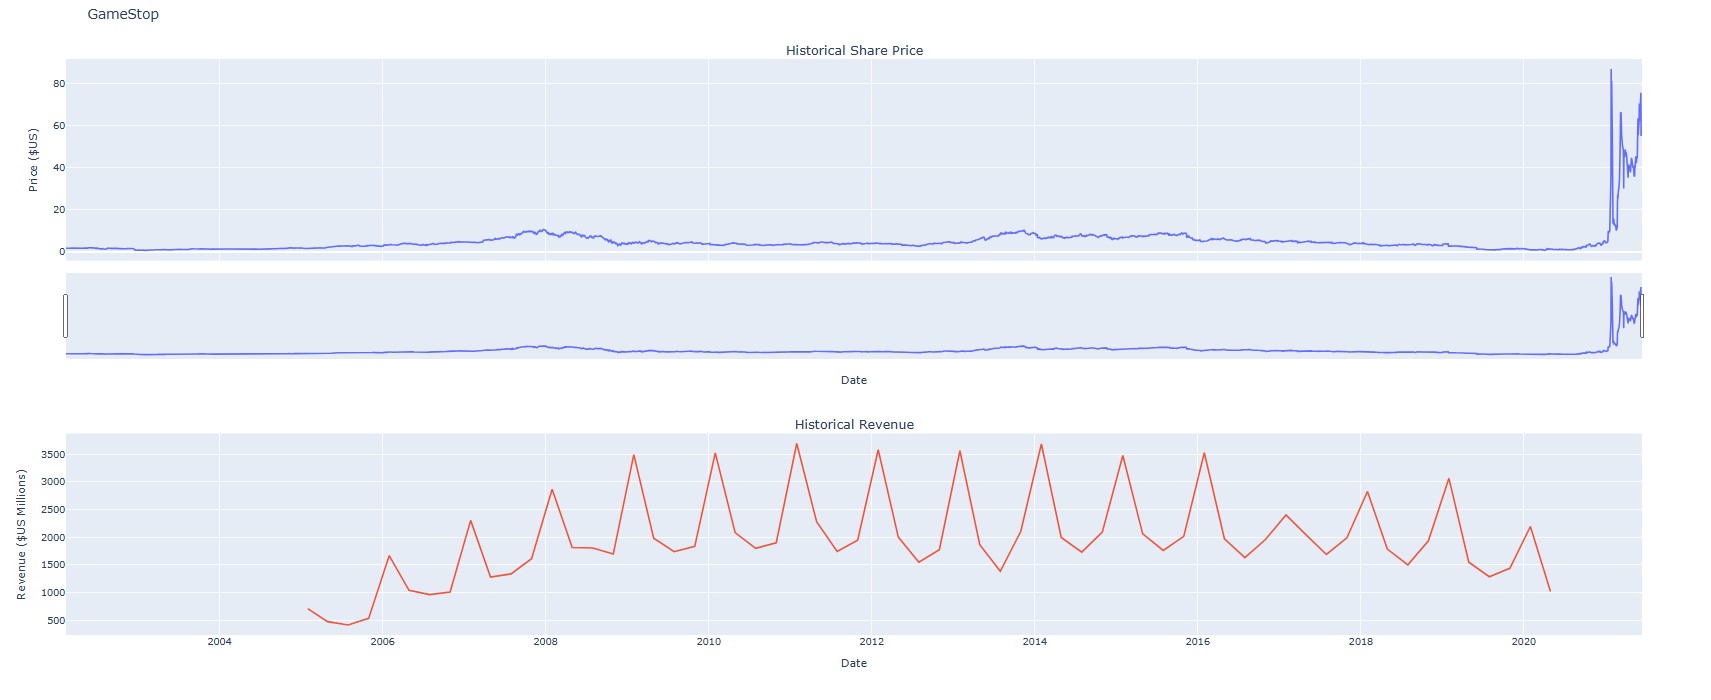 GameStop
Historical Share Price
80
60
40
20
0
Price ($US)
Date
Historical Revenue
3500
3000
2500
2000
1500
1000
500
Revenue ($US Millions)
2004 2006 2008 2010 2012 2014 2016 2018 2020
Date